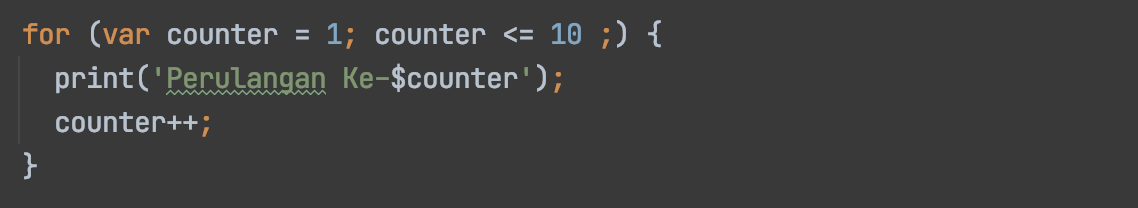 for (var counter = 1; counter <= 10 ;) {
  print('Perulangan Ke-$counter');
  counter++;
}